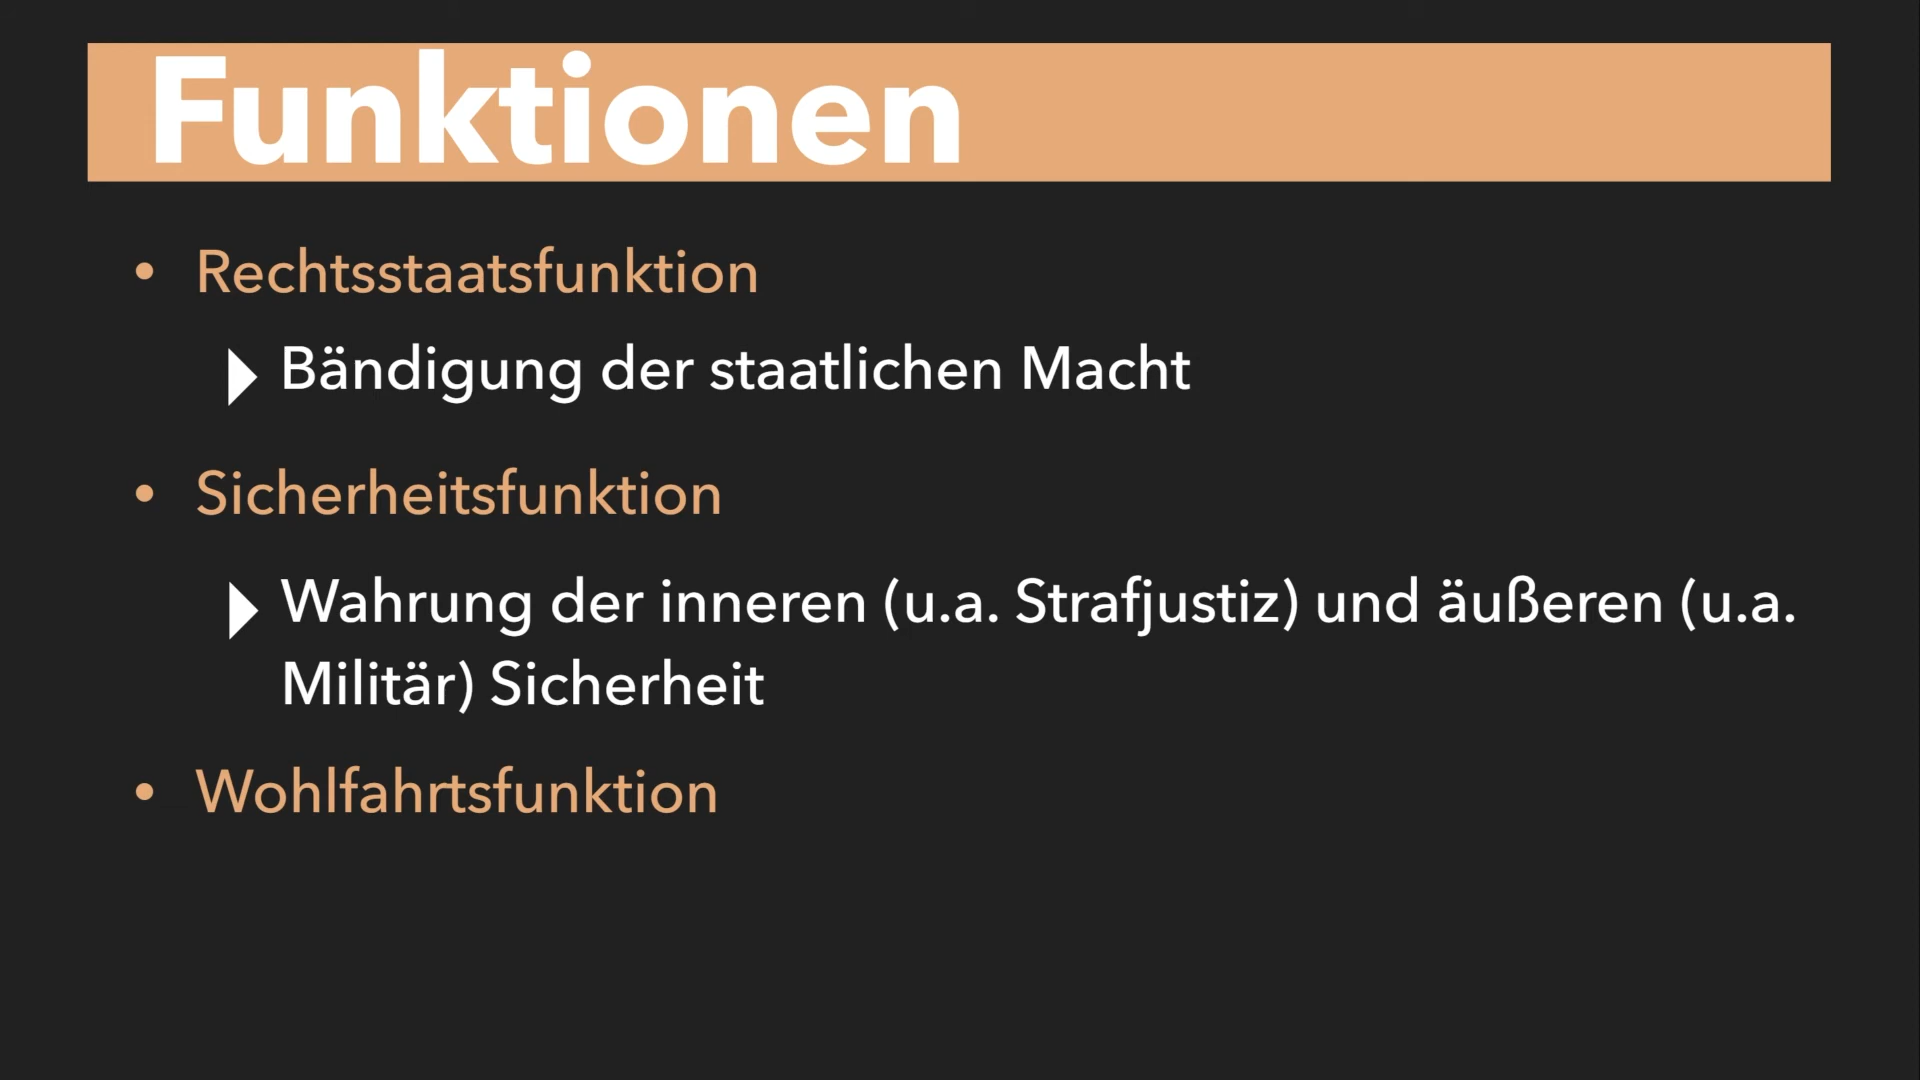 Funktionen
• Rechtsstaatsfunktion
▶ Bändigung der staatlichen Macht
• Sicherheitsfunktion
▶ Wahrung der inneren (u.a. Strafjustiz) und äußeren (u.a.
Militär) Sicherheit
• Wohlfahrtsfunktion